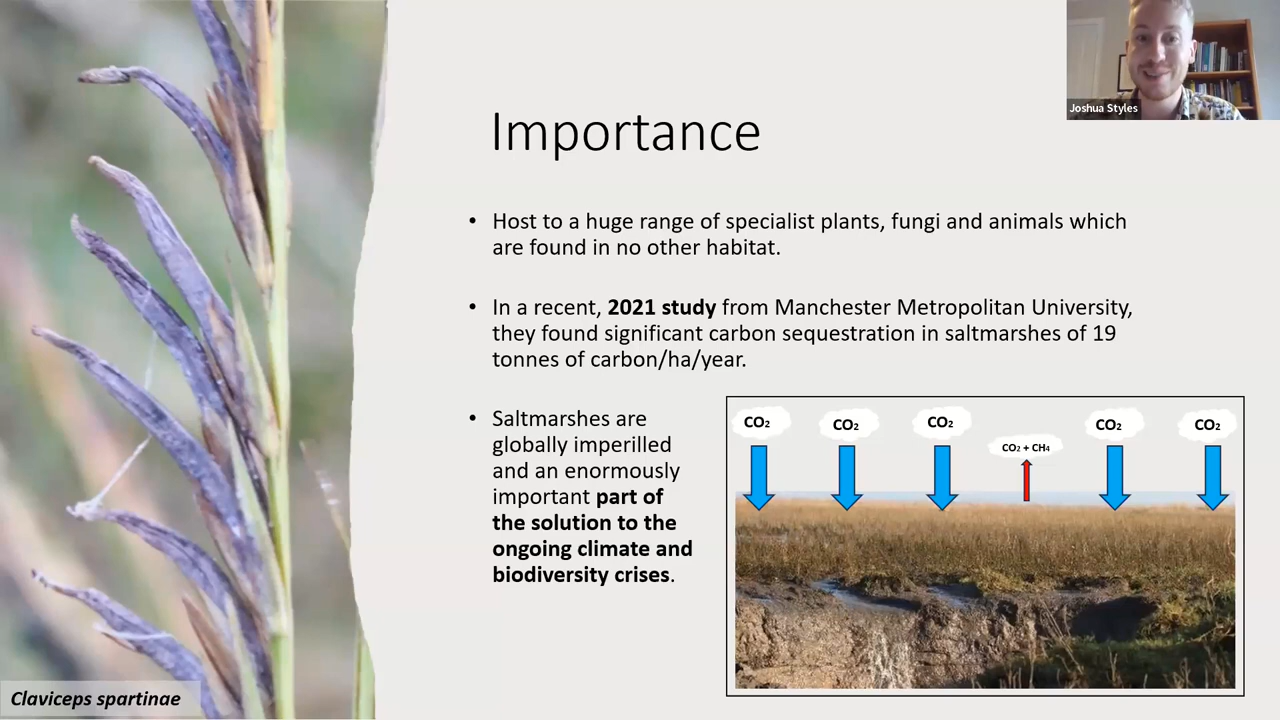 Joshua Styles
Importance
• Host to a huge range of specialist plants, fungi and animals which
are found in no other habitat.
• In a recent, 2021 study from Manchester Metropolitan University,
they found significant carbon sequestration in saltmarshes of 19
tonnes of carbon/ha/year.
• Saltmarshes are
globally imperilled
and an enormously
important part of
the solution to the
ongoing climate and
biodiversity crises.
CO₂ CO₂ CO₂ CO₂ CO₂
CO₂ + CH₄
Claviceps spartinae